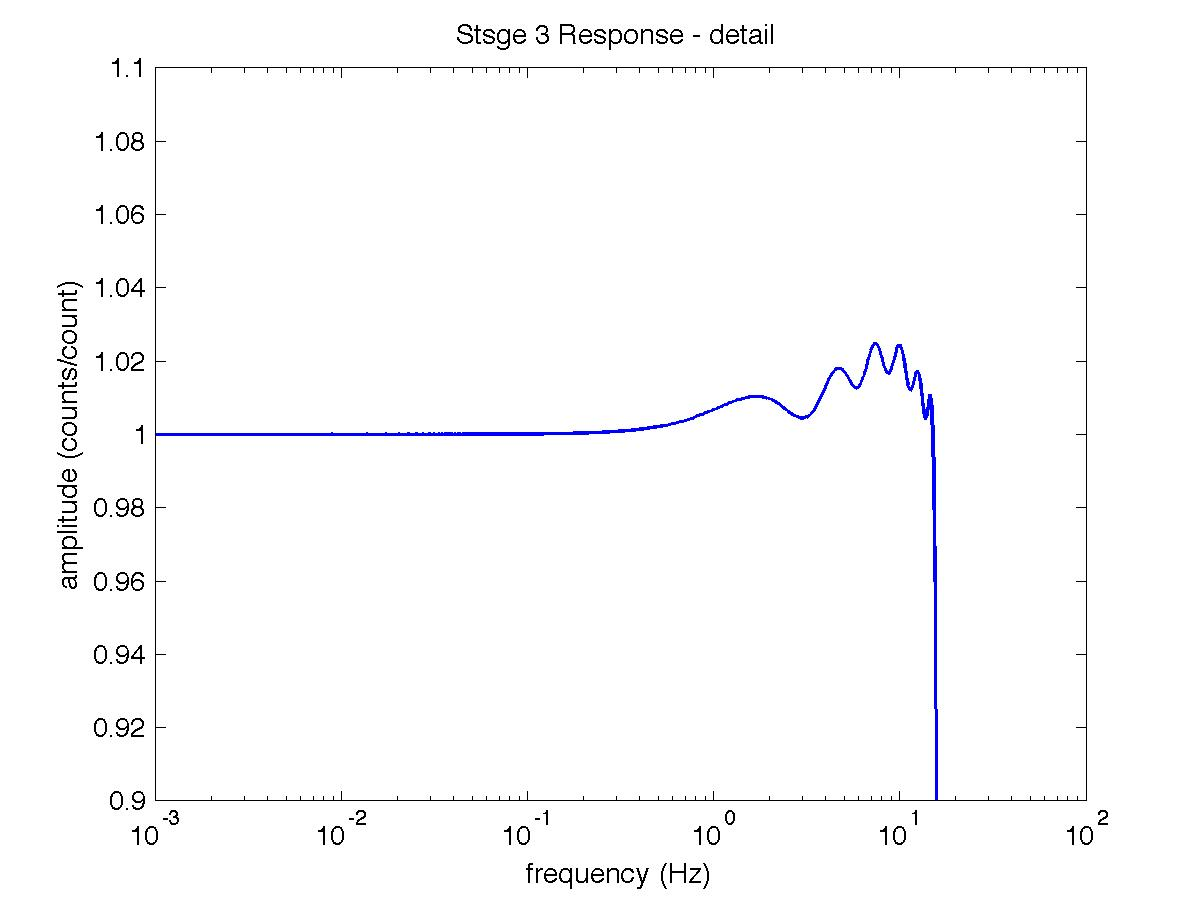 Stsge 3 Response - detail
1.1
1.08
1.06
1.04
1.02
1
0.98
0.96
0.94
0.92
0.9
amplitude (counts/count)
10^-3 10^-2 10^-1 10^0 10^1 10^2
frequency (Hz)